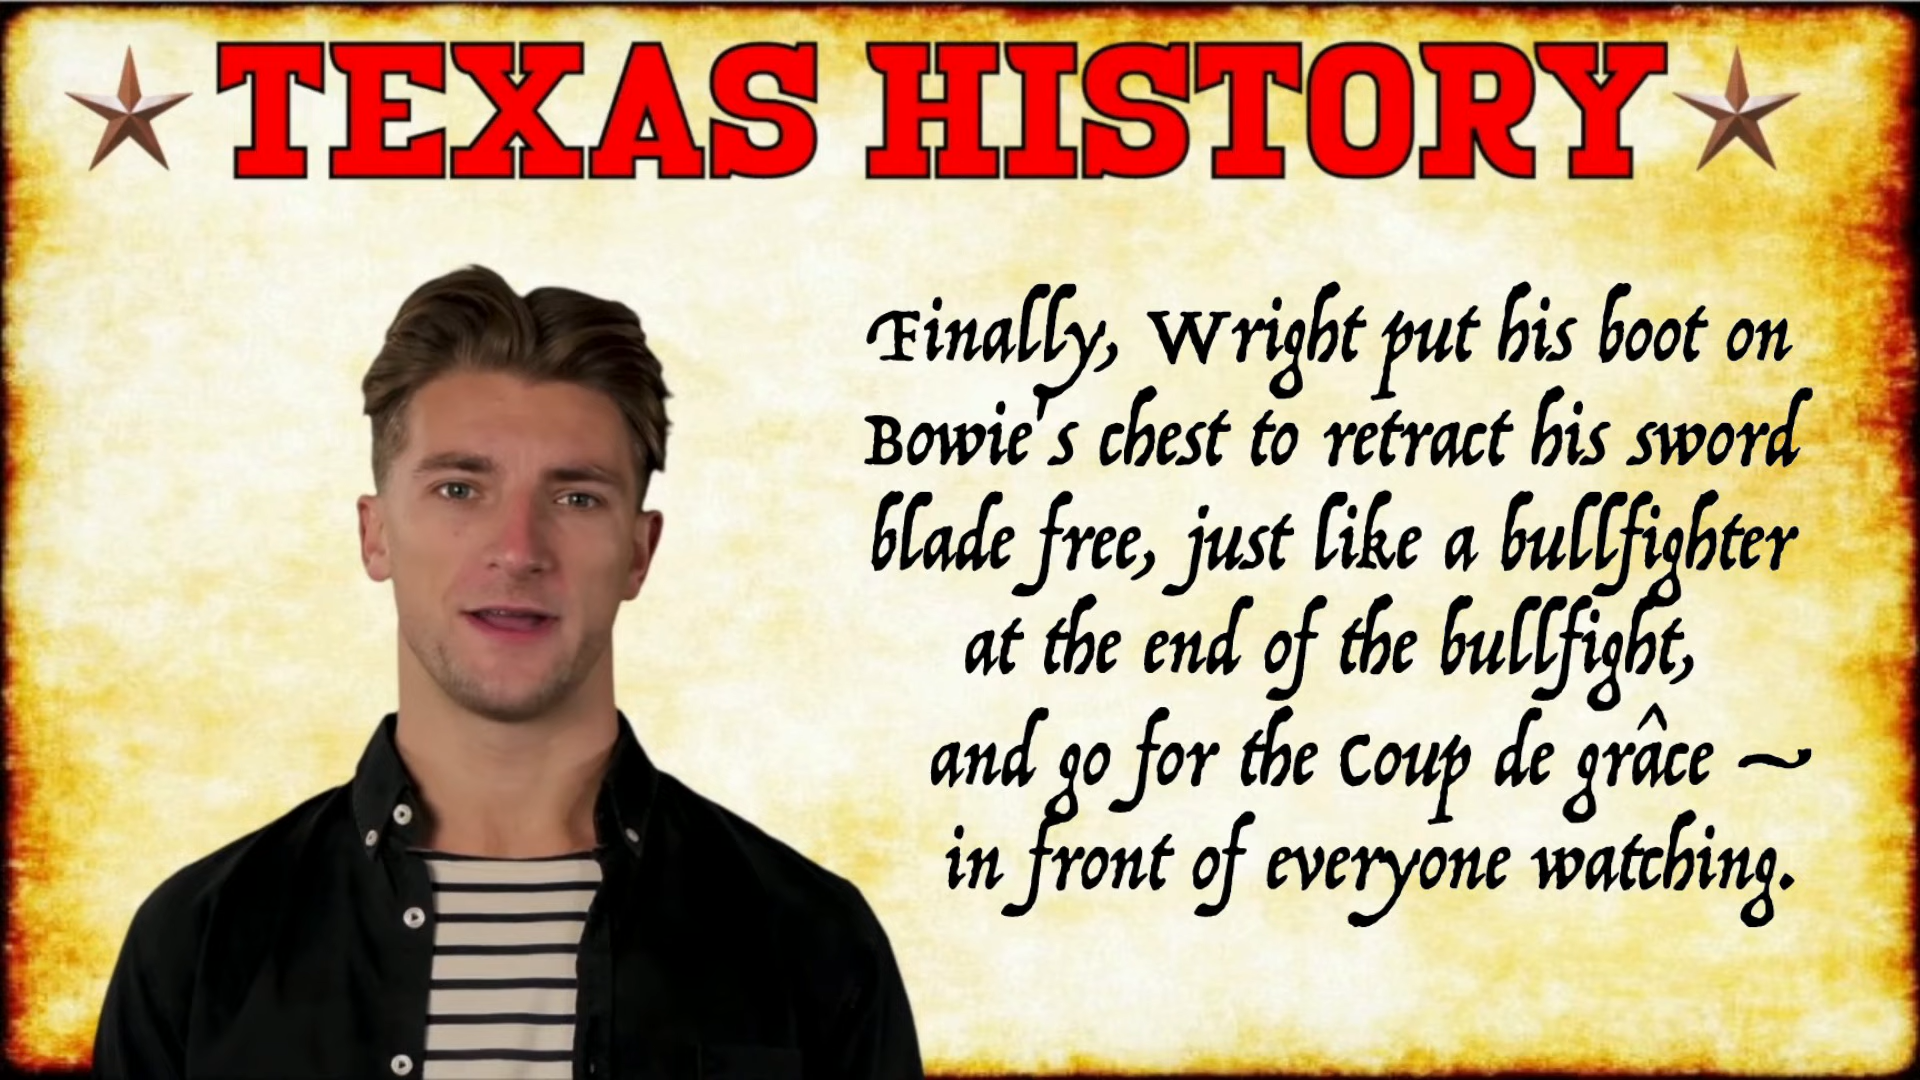 TEXAS HISTORY
Finally, Wright put his boot on
Bowie's chest to retract his sword
blade free, just like a bullfighter
at the end of the bullfight,
and go for the Coup de grâce ~
in front of everyone watching.